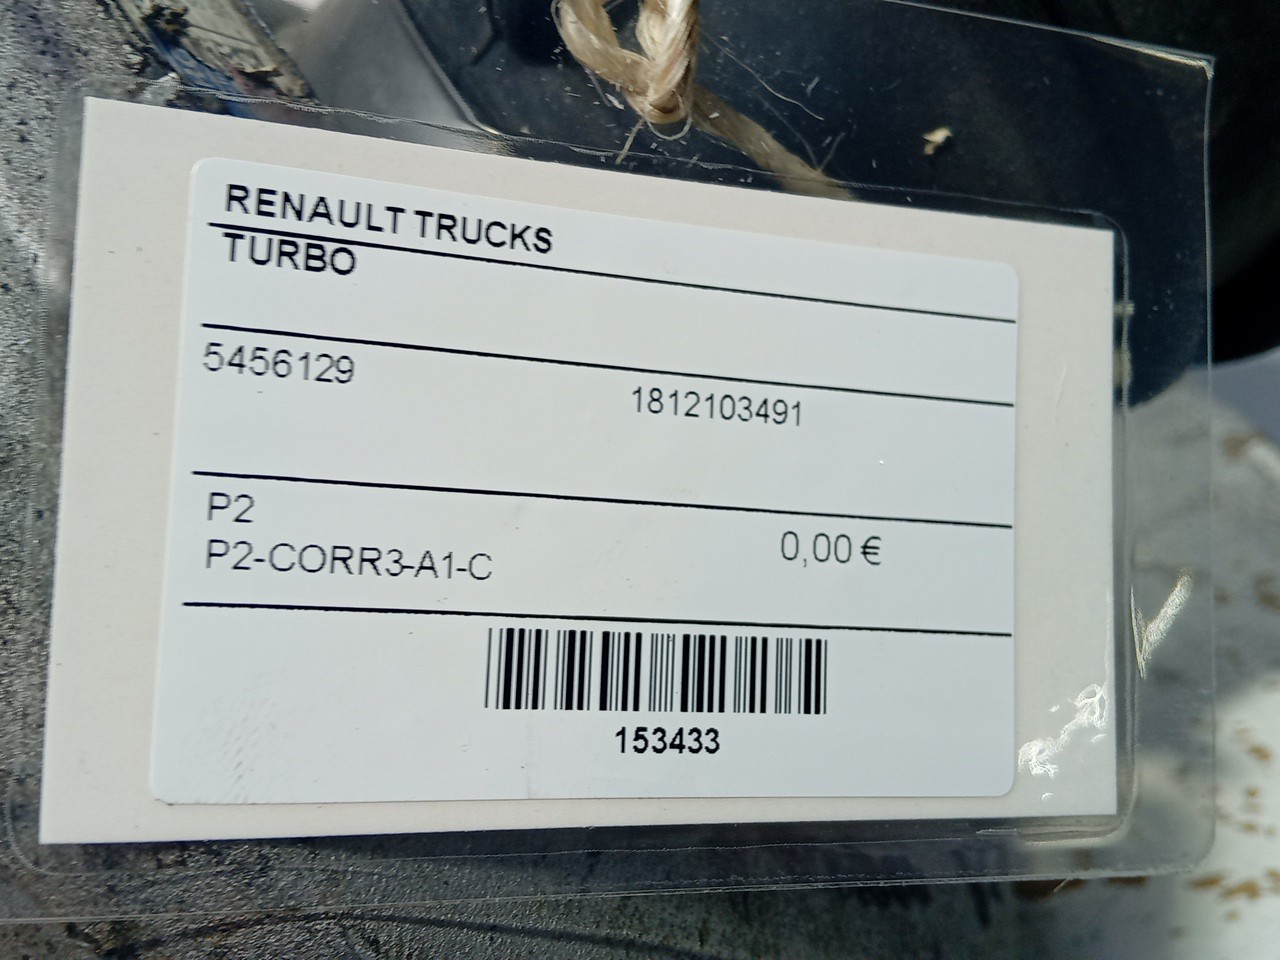 RENAULT TRUCKS
TURBO
5456129
1812103491
P2
0,00 €
P2-CORR3-A1-C
153433